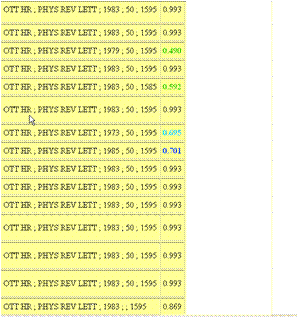 OTT HR ; PHYS REV LETT ; 1983 ; 50 ; 1595 0.993
OTT HR ; PHYS REV LETT ; 1983 ; 50 ; 1595 0.993
OTT HR ; PHYS REV LETT ; 1979 ; 50 ; 1595 0.490
OTT HR ; PHYS REV LETT ; 1983 ; 50 ; 1595 0.993
OTT HR ; PHYS REV LETT ; 1983 ; 50 ; 1585 0.592
OTT HR ; PHYS REV LETT ; 1983 ; 50 ; 1595 0.993
OTT HR ; PHYS REV LETT ; 1973 ; 50 ; 1595 0.695
OTT HR ; PHYS REV LETT ; 1985 ; 50 ; 1595 0.701
OTT HR ; PHYS REV LETT ; 1983 ; 50 ; 1595 0.993
OTT HR ; PHYS REV LETT ; 1983 ; 50 ; 1595 0.993
OTT HR ; PHYS REV LETT ; 1983 ; 50 ; 1595 0.993
OTT HR ; PHYS REV LETT ; 1983 ; 50 ; 1595 0.993
OTT HR ; PHYS REV LETT ; 1983 ; 50 ; 1595 0.993
OTT HR ; PHYS REV LETT ; 1983 ; 50 ; 1595 0.993
OTT HR ; PHYS REV LETT ; 1983 ; ; 1595 0.869